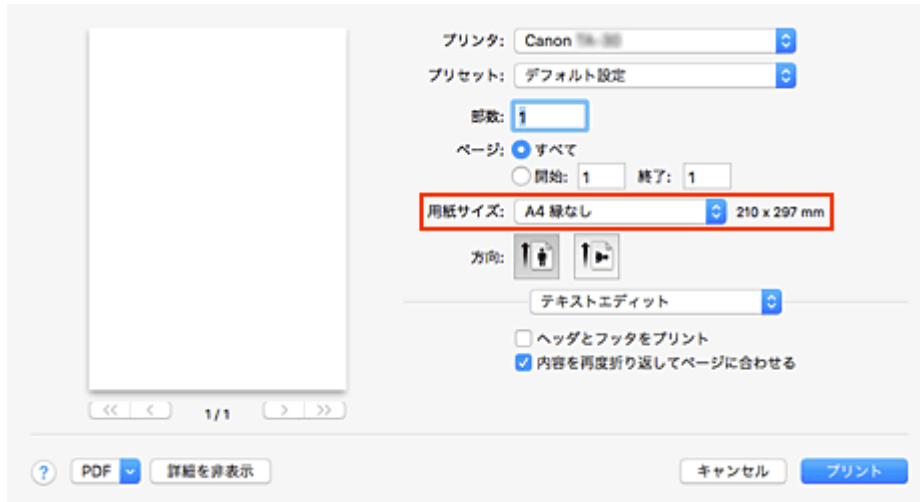 プリンタ: Canon
プリセット: デフォルト設定
部数: 1
ページ: すべて
開始: 1 終了: 1
用紙サイズ: A4 縁なし 210 x 297 mm
方向:
テキストエディット
ヘッダとフッタをプリント
内容を再度折り返してページに合わせる
<< < 1/1 > >>
? PDF 詳細を非表示 キャンセル プリント